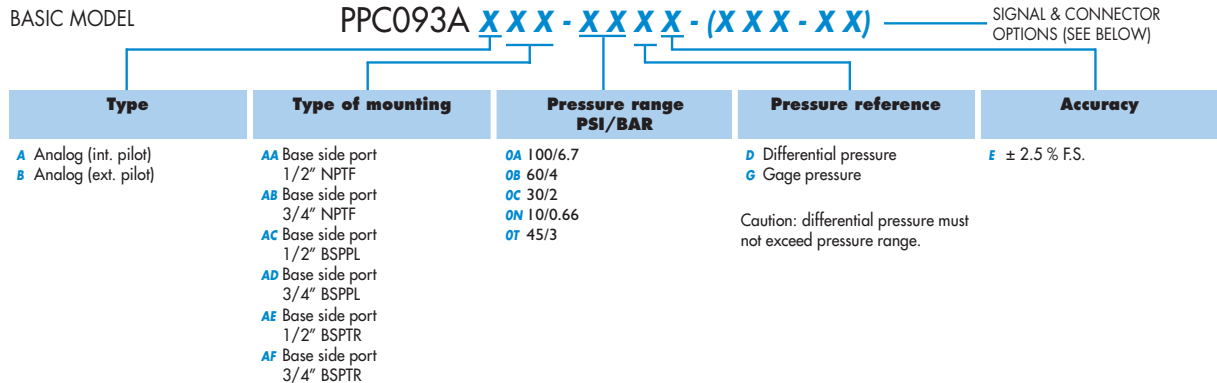 BASIC MODEL
PPC093A X X X - X X X X - (X X X - X X)
SIGNAL & CONNECTOR
OPTIONS (SEE BELOW)
Type
A Analog (int. pilot)
B Analog (ext. pilot)
Type of mounting
AA Base side port
1/2" NPTF
AB Base side port
3/4" NPTF
AC Base side port
1/2" BSPPL
AD Base side port
3/4" BSPPL
AE Base side port
1/2" BSPTR
AF Base side port
3/4" BSPTR
Pressure range
PSI/BAR
0A 100/6.7
0B 60/4
0C 30/2
0N 10/0.66
0T 45/3
Pressure reference
D Differential pressure
G Gage pressure
Caution: differential pressure must
not exceed pressure range.
Accuracy
E ± 2.5 % F.S.